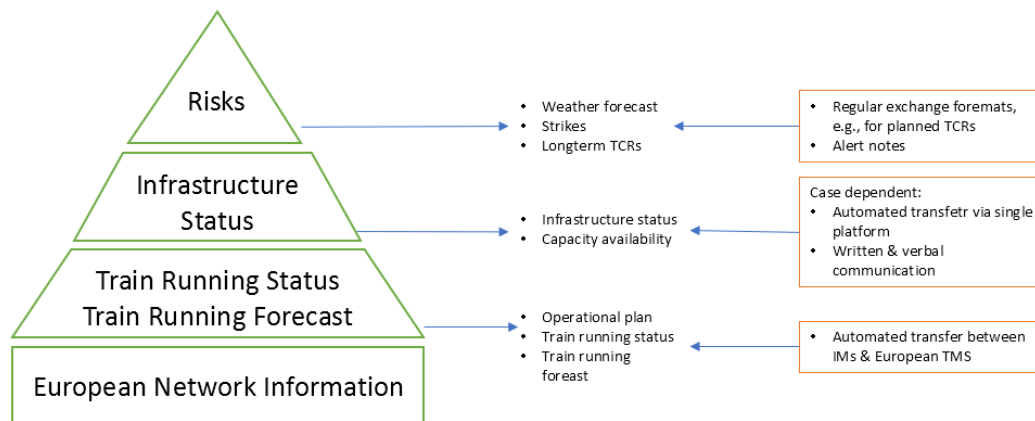 Risks
Infrastructure
Status
Train Running Status
Train Running Forecast
European Network Information
• Weather forecast
• Strikes
• Longterm TCRs
• Infrastructure status
• Capacity availability
• Operational plan
• Train running status
• Train running
foreast
• Regular exchange foremats,
e.g., for planned TCRs
• Alert notes
Case dependent:
• Automated transfetr via single
platform
• Written & verbal
communication
• Automated transfer between
IMs & European TMS